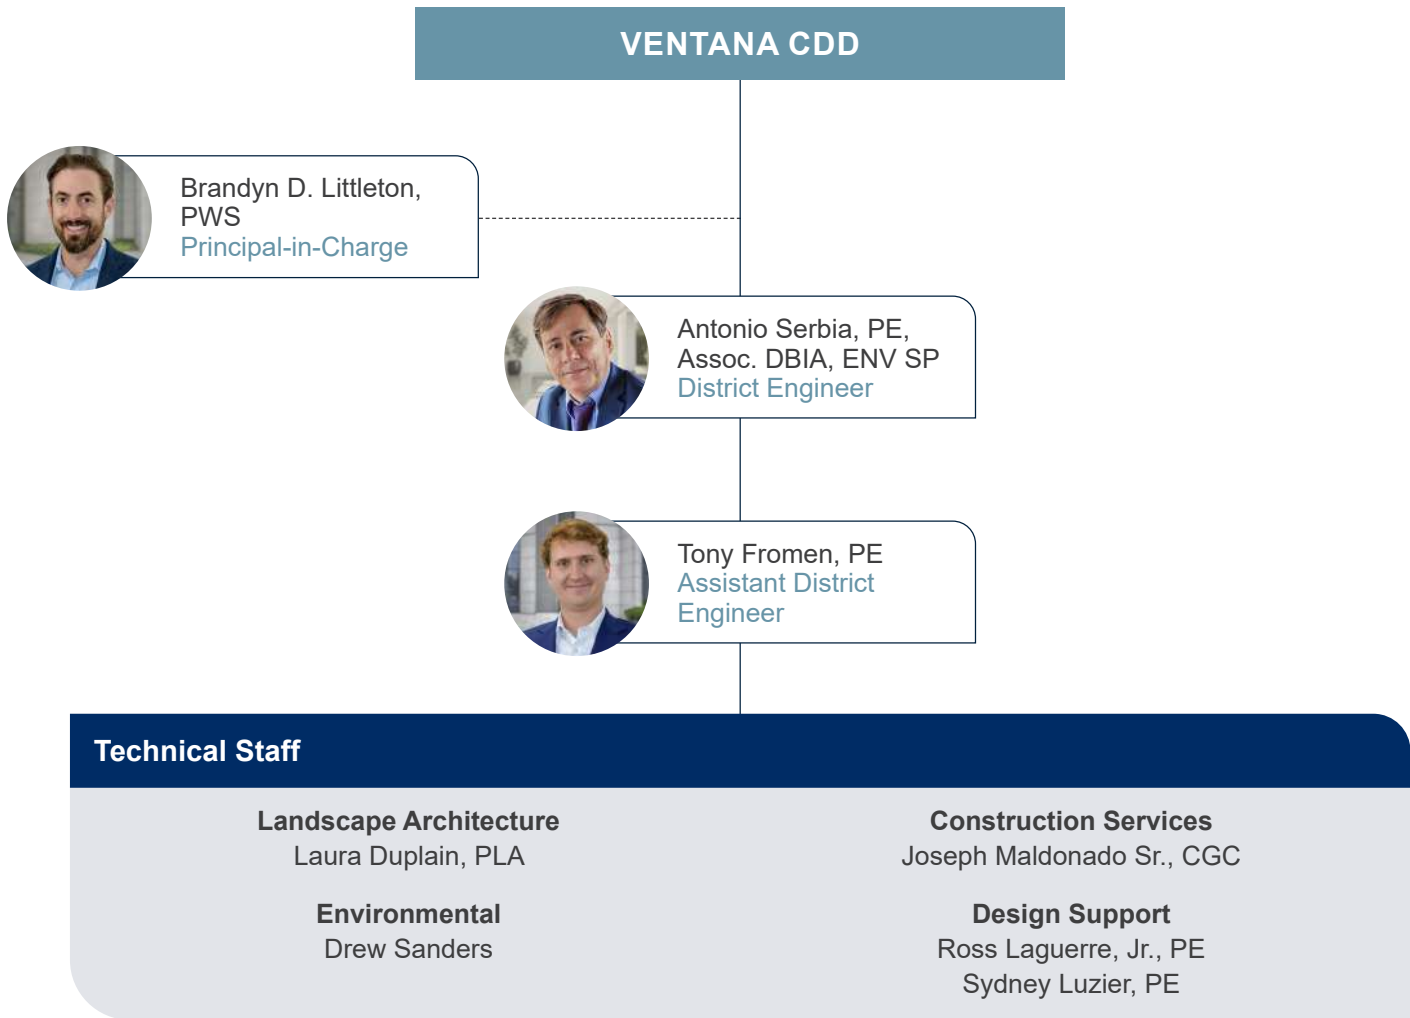 VENTANA CDD
Brandyn D. Littleton,
PWS
Principal-in-Charge
Antonio Serbia, PE,
Assoc. DBIA, ENV SP
District Engineer
Tony Fromen, PE
Assistant District
Engineer
Technical Staff
Landscape Architecture
Laura Duplain, PLA
Environmental
Drew Sanders
Construction Services
Joseph Maldonado Sr., CGC
Design Support
Ross Laguerre, Jr., PE
Sydney Luzier, PE